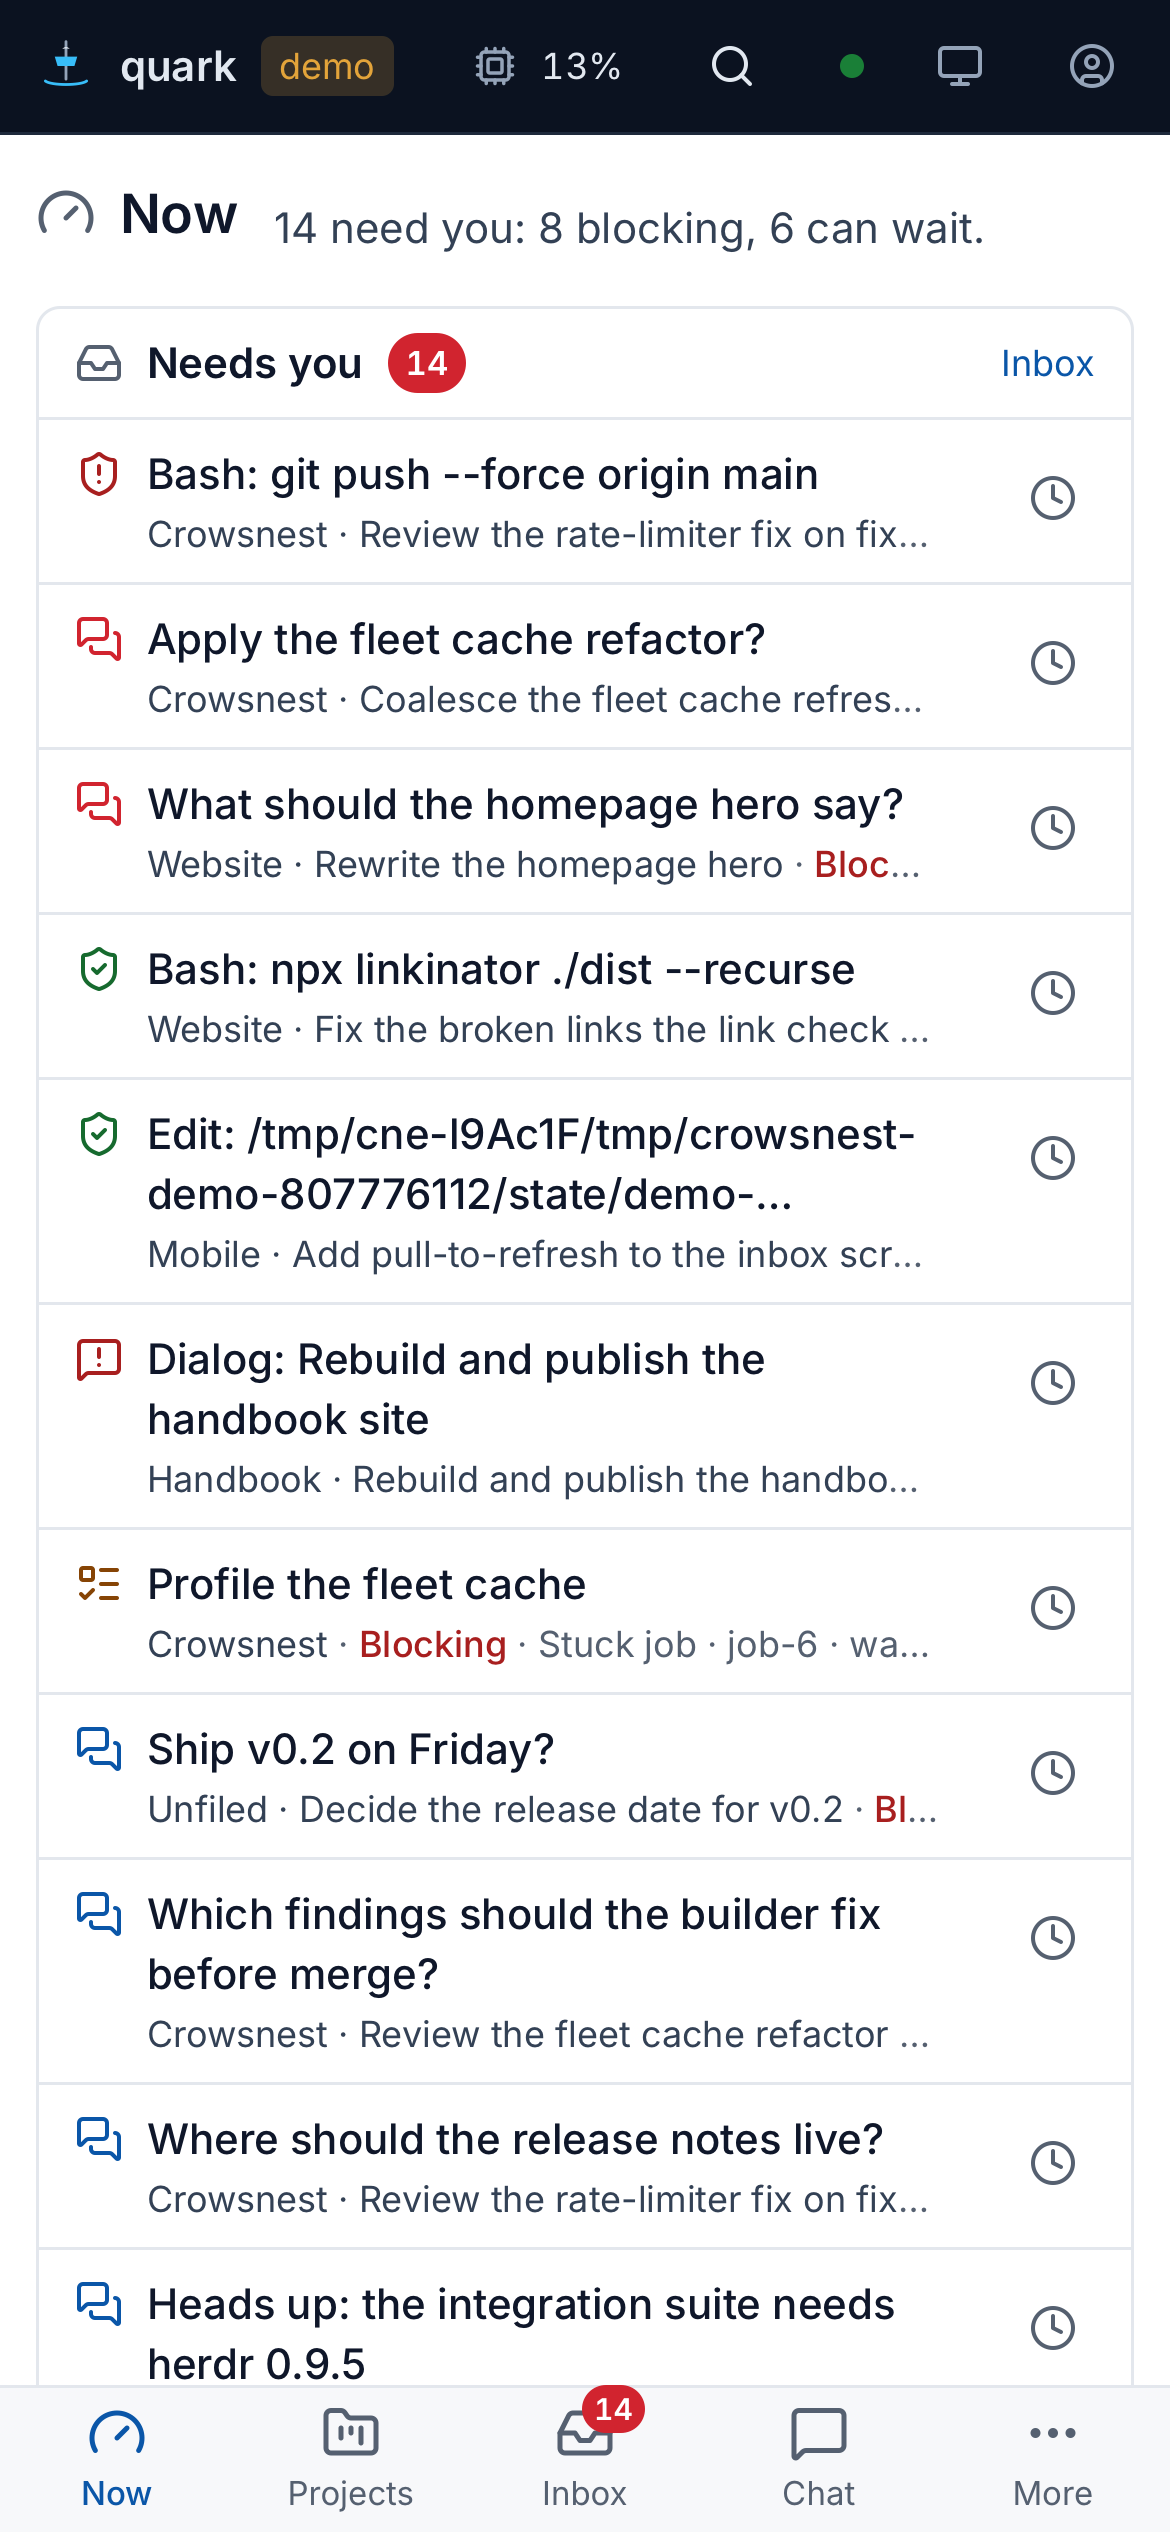 quark demo 13%
Now 14 need you: 8 blocking, 6 can wait.
Needs you 14 Inbox
Bash: git push --force origin main
Crowsnest · Review the rate-limiter fix on fix...
Apply the fleet cache refactor?
Crowsnest · Coalesce the fleet cache refres...
What should the homepage hero say?
Website · Rewrite the homepage hero · Bloc...
Bash: npx linkinator ./dist --recurse
Website · Fix the broken links the link check ...
Edit: /tmp/cne-I9Ac1F/tmp/crowsnest-
demo-807776112/state/demo-...
Mobile · Add pull-to-refresh to the inbox scr...
Dialog: Rebuild and publish the
handbook site
Handbook · Rebuild and publish the handbo...
Profile the fleet cache
Crowsnest · Blocking · Stuck job · job-6 · wa...
Ship v0.2 on Friday?
Unfiled · Decide the release date for v0.2 · Bl...
Which findings should the builder fix
before merge?
Crowsnest · Review the fleet cache refactor ...
Where should the release notes live?
Crowsnest · Review the rate-limiter fix on fix...
Heads up: the integration suite needs
herdr 0.9.5
14
Now Projects Inbox Chat More